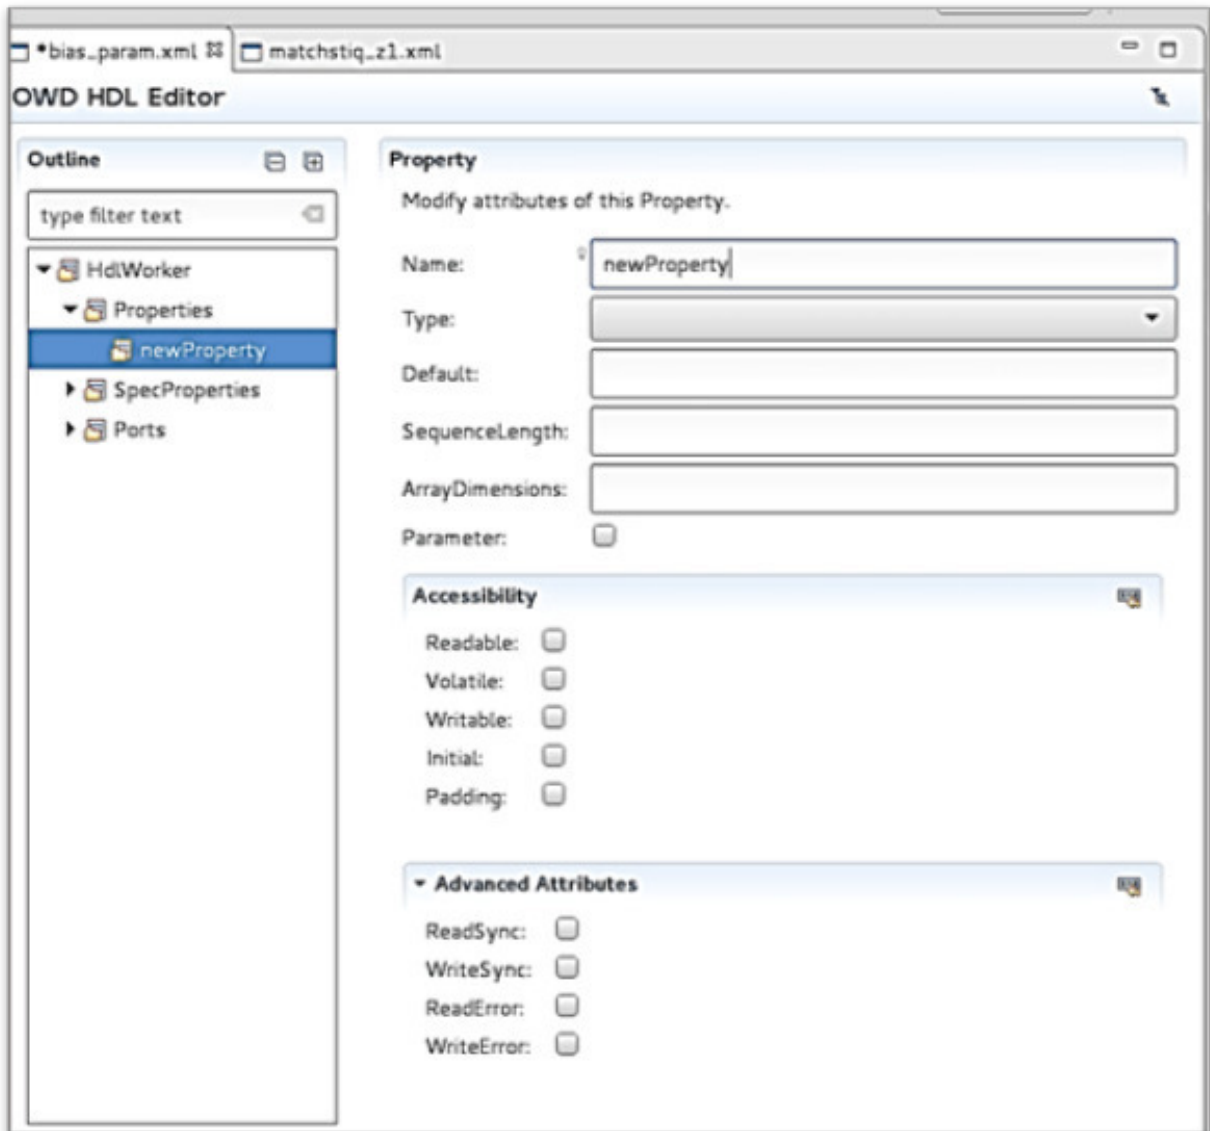 *bias_param.xml
matchstiq_z1.xml
OWD HDL Editor
Outline
type filter text
HdlWorker
Properties
newProperty
SpecProperties
Ports
Property
Modify attributes of this Property.
Name: newProperty
Type:
Default:
SequenceLength:
ArrayDimensions:
Parameter:
Accessibility
Readable:
Volatile:
Writable:
Initial:
Padding:
Advanced Attributes
ReadSync:
WriteSync:
ReadError:
WriteError: